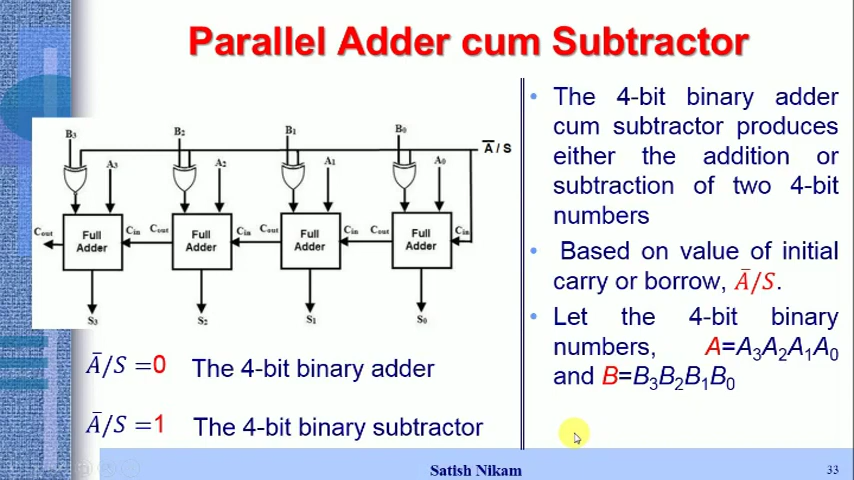 Parallel Adder cum Subtractor
B3 B2 B1 B0
A̅ / S
A3 A2 A1 A0
Cout Full Adder Cin Cout Full Adder Cin Cout Full Adder Cin Cout Full Adder Cin
S3 S2 S1 S0
A̅/S =0 The 4-bit binary adder
A̅/S =1 The 4-bit binary subtractor
• The 4-bit binary adder
cum subtractor produces
either the addition or
subtraction of two 4-bit
numbers
• Based on value of initial
carry or borrow, A̅/S.
• Let the 4-bit binary
numbers, A=A₃A₂A₁A₀
and B=B₃B₂B₁B₀
Satish Nikam
33